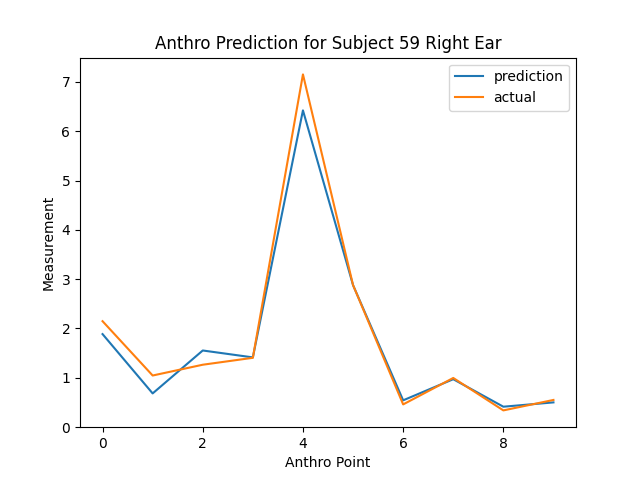 Anthro Prediction for Subject 59 Right Ear
prediction
actual
Measurement
7
6
5
4
3
2
1
0
0 2 4 6 8
Anthro Point